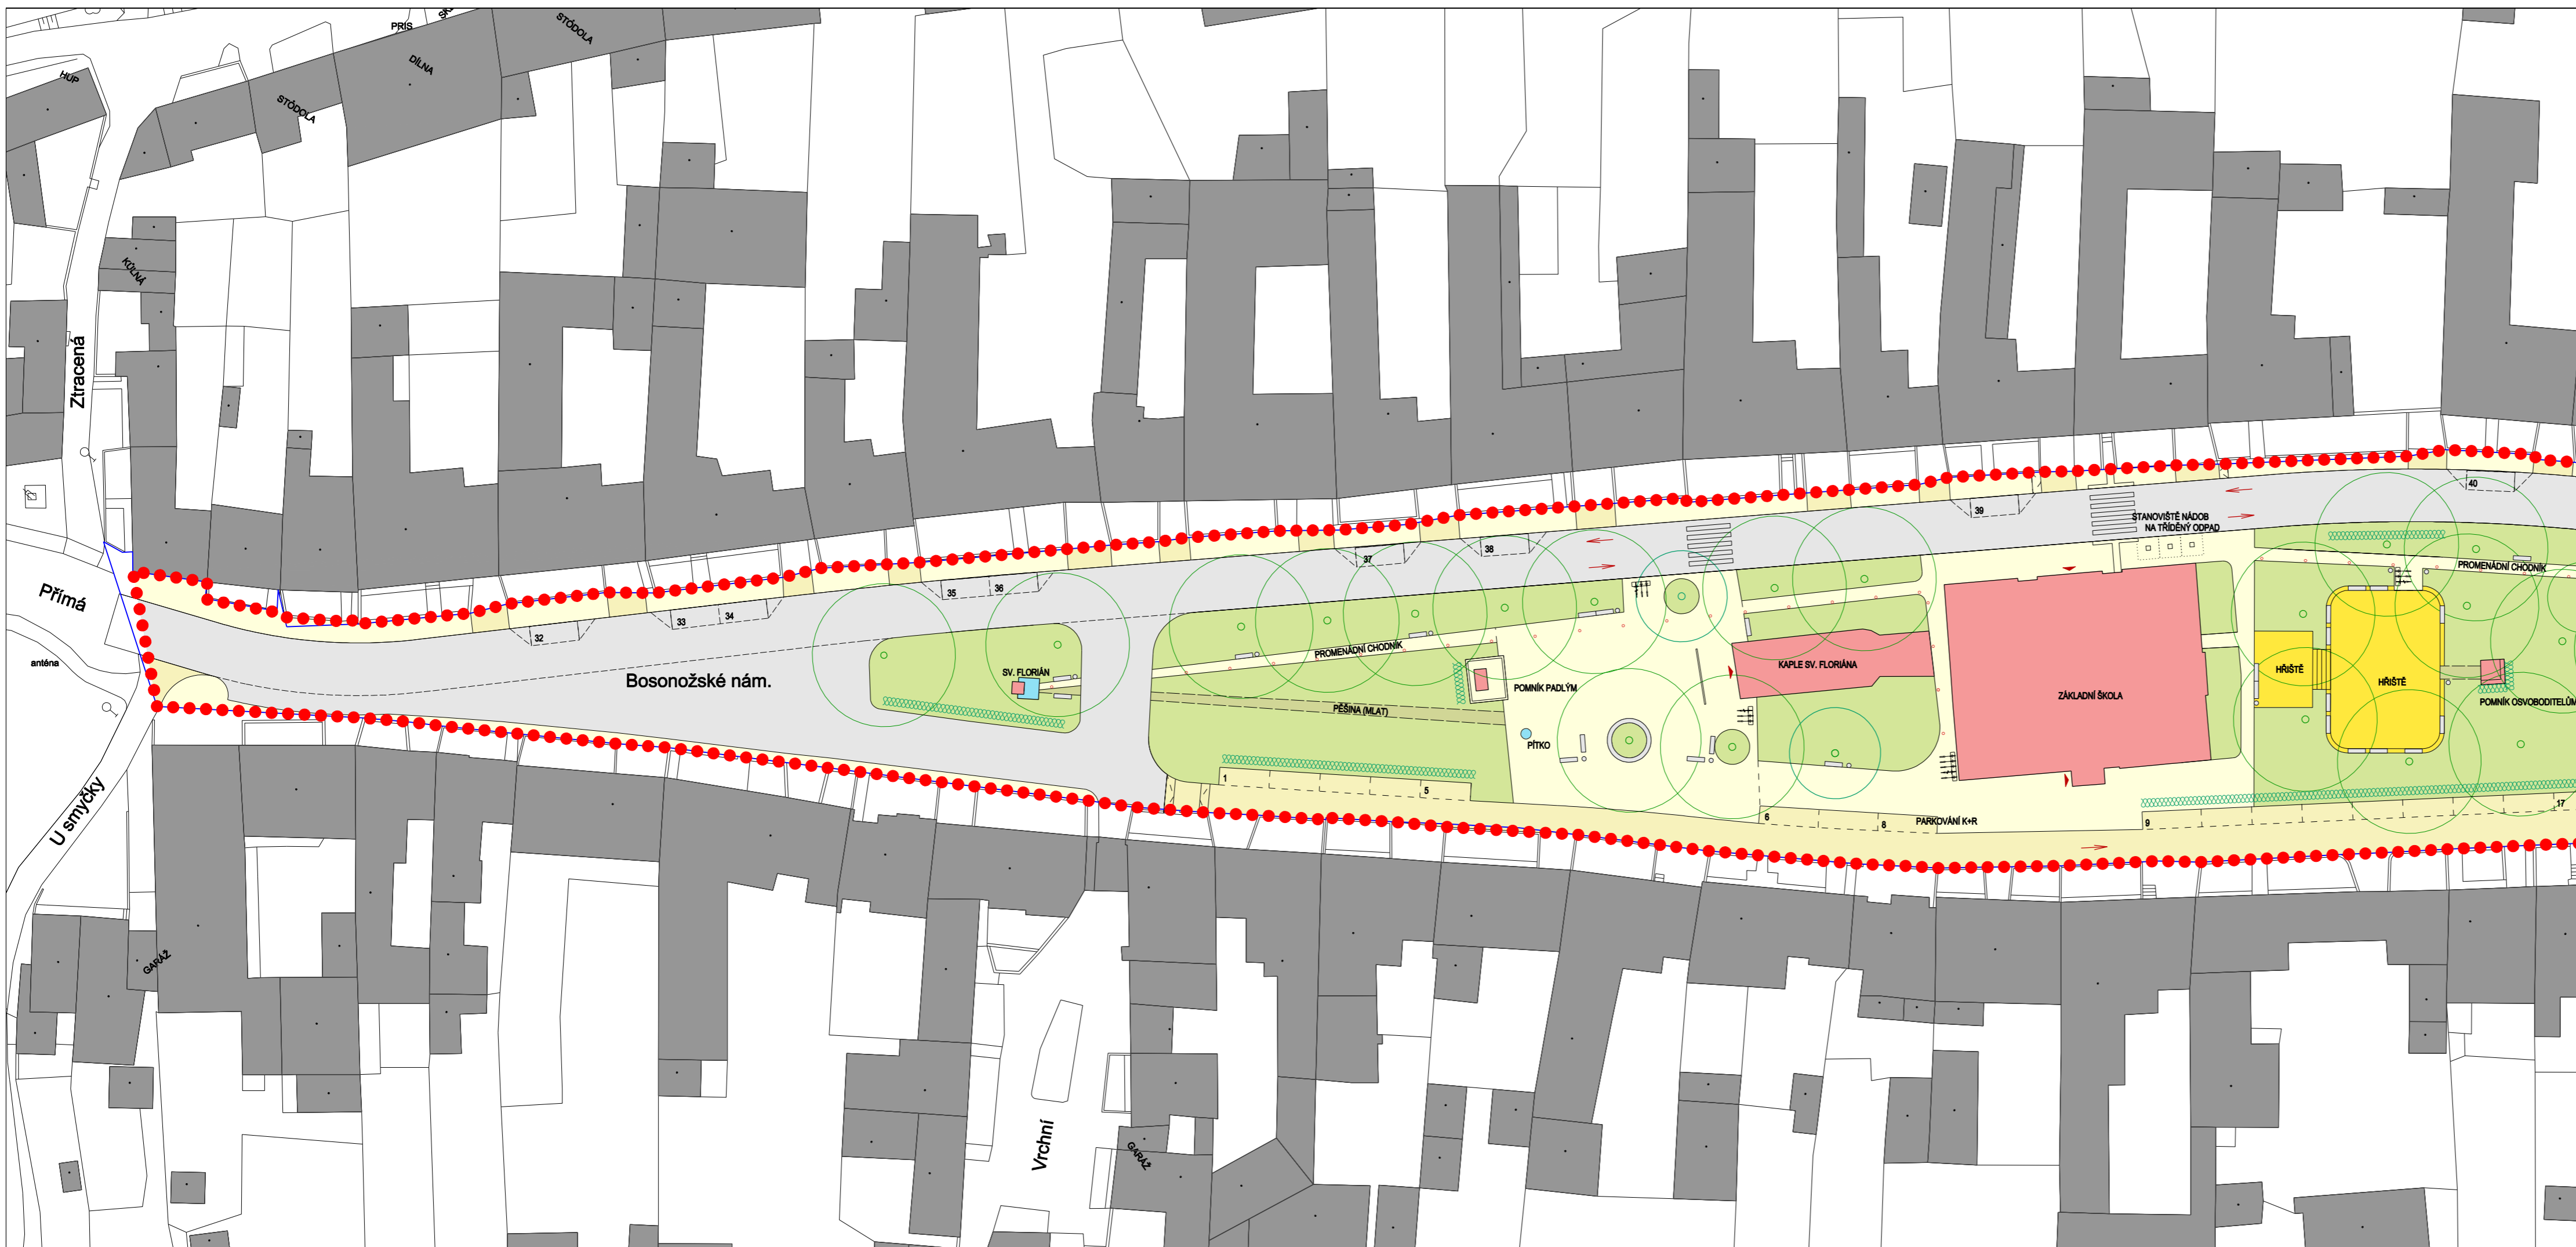 PRIS
STODOLA
DÍLNA
HUP
STODOLA
KŮLNÁ
Ztracená
Přímá
anténa
U smyčky
GARÁŽ
Bosonožské nám.
32
33
34
35
36
37
38
39
40
SV. FLORIÁN
PROMENÁDNÍ CHODNÍK
PĚŠINA (MLAT)
POMNÍK PADLÝM
PÍTKO
1
5
6
8
PARKOVÁNÍ K+R
9
17
KAPLE SV. FLORIÁNA
ZÁKLADNÍ ŠKOLA
STANOVIŠTĚ NÁDOB
NA TŘÍDĚNÝ ODPAD
PROMENÁDNÍ CHODNÍK
HŘIŠTĚ
HŘIŠTĚ
POMNÍK OSVOBODITELŮM
Vrchní
GARÁŽ